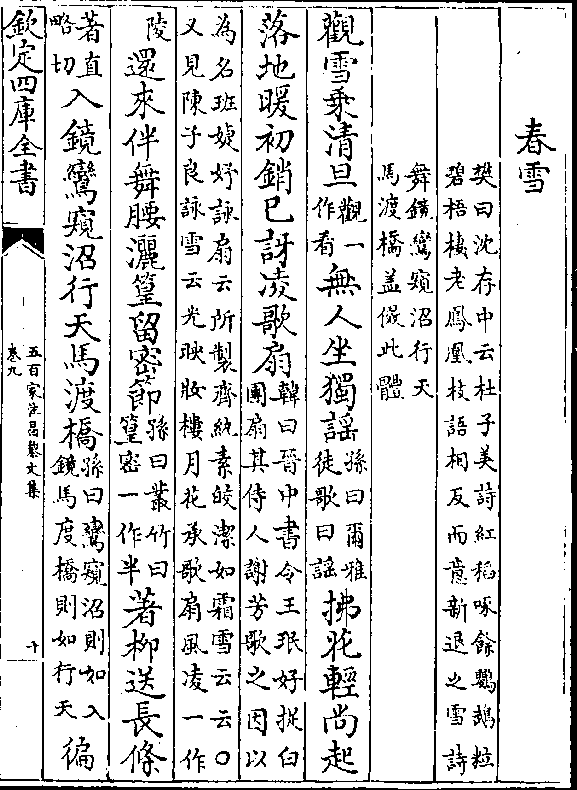 春雪
樊曰沈存中云杜子美詩紅稻啄餘鸚鵡粒
碧梧棲老鳳凰枝語相反而意新退之雪詩
舞鏡鸞窺沼行天
馬渡橋盖倣此體
觀雪乘清旦觀一作看無人坐獨謡孫曰爾雅徒歌曰謡拂花輕尚起
落地暖初銷已訝凌歌扇韓曰晉中書令王珉好捉白團扇其侍人謝芳歌之因以
為名班婕妤詠扇云所製齊紈素皎潔如霜雪云云○又見陳子良詠雪云光映妝樓月花承歌扇風凌一作
陵還來伴舞腰灑篁留密節孫曰叢竹曰篁密一作半著柳送長條
著直略切入鏡鸞窺沼行天馬渡橋孫曰鸞窺沼則如入鏡馬度橋則如行天徧
欽定四庫全書
五百家注昌黎文集
卷九
十